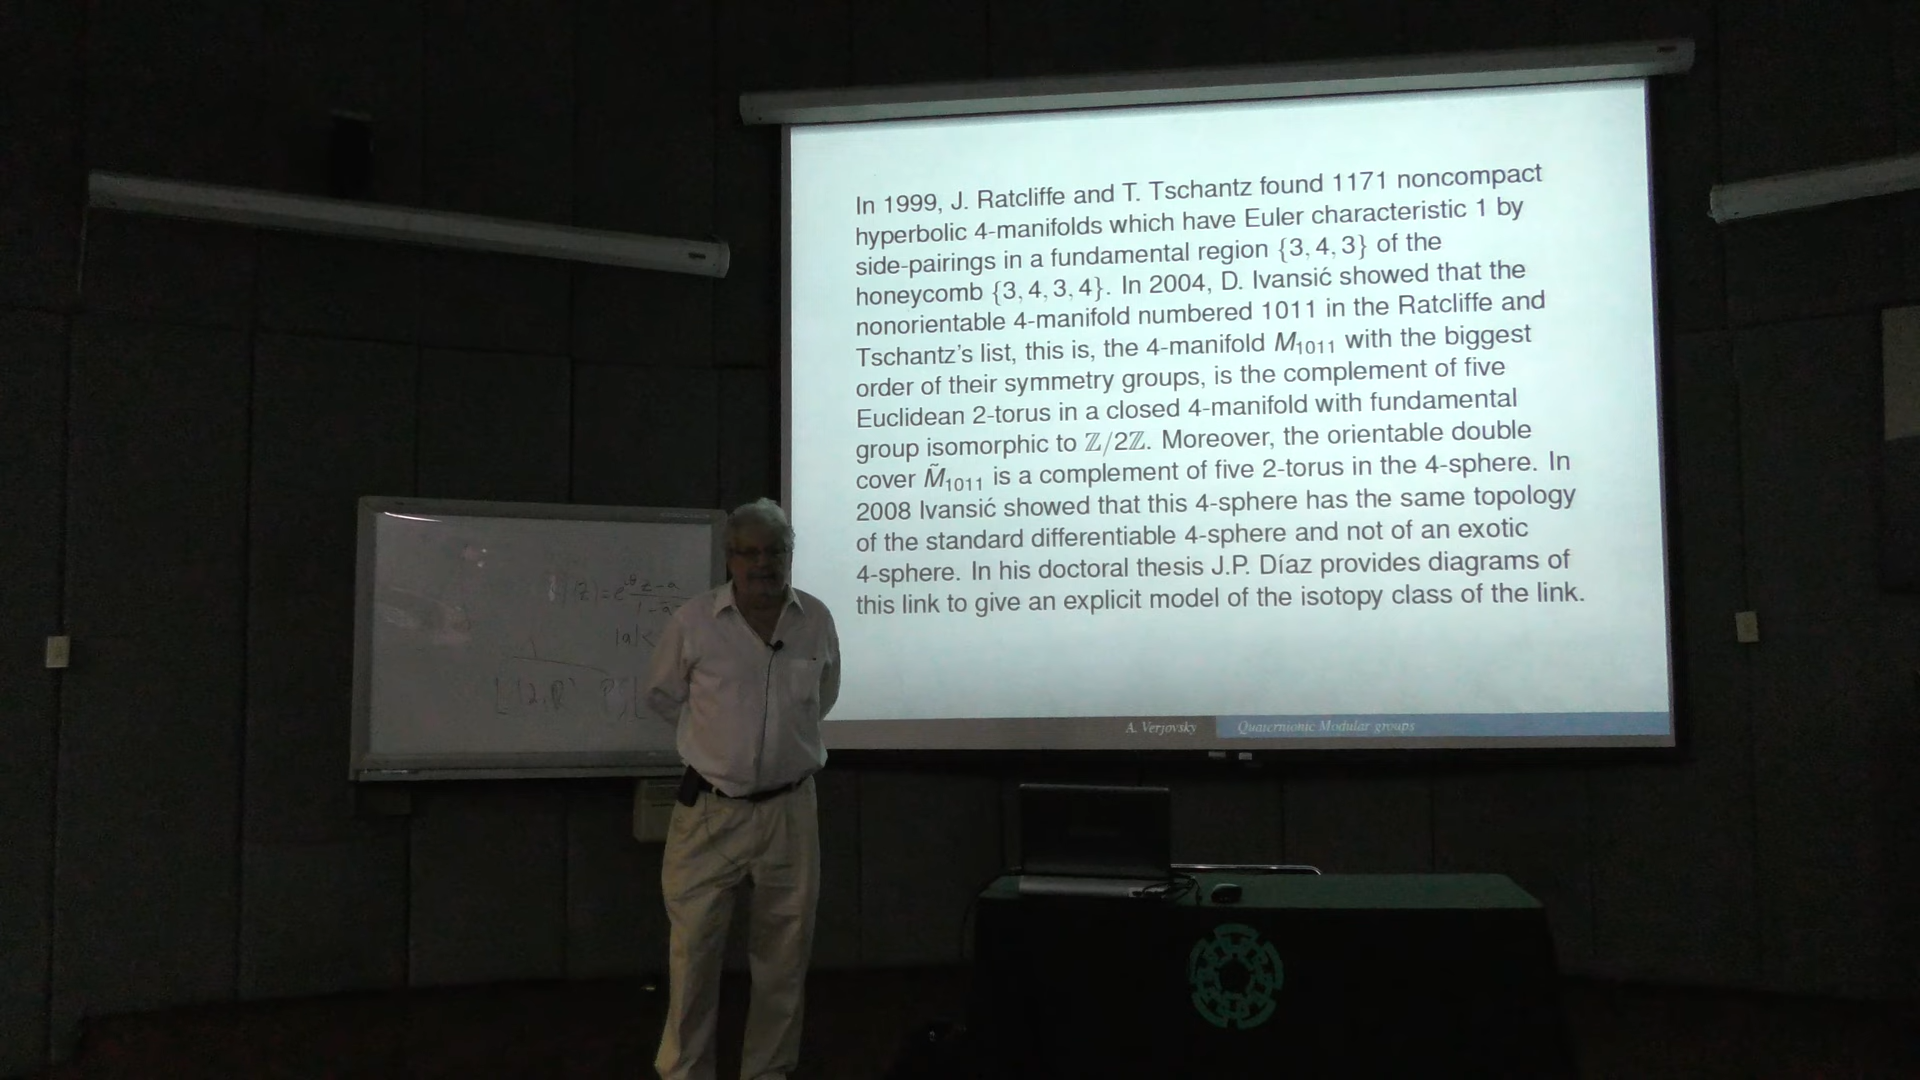 In 1999, J. Ratcliffe and T. Tschantz found 1171 noncompact
hyperbolic 4-manifolds which have Euler characteristic 1 by
side-pairings in a fundamental region {3, 4, 3} of the
honeycomb {3, 4, 3, 4}. In 2004, D. Ivansić showed that the
nonorientable 4-manifold numbered 1011 in the Ratcliffe and
Tschantz's list, this is, the 4-manifold M₁₀₁₁ with the biggest
order of their symmetry groups, is the complement of five
Euclidean 2-torus in a closed 4-manifold with fundamental
group isomorphic to ℤ/2ℤ. Moreover, the orientable double
cover M̃₁₀₁₁ is a complement of five 2-torus in the 4-sphere. In
2008 Ivansić showed that this 4-sphere has the same topology
of the standard differentiable 4-sphere and not of an exotic
4-sphere. In his doctoral thesis J.P. Díaz provides diagrams of
this link to give an explicit model of the isotopy class of the link.
A. Verjovsky Quaternionic Modular groups